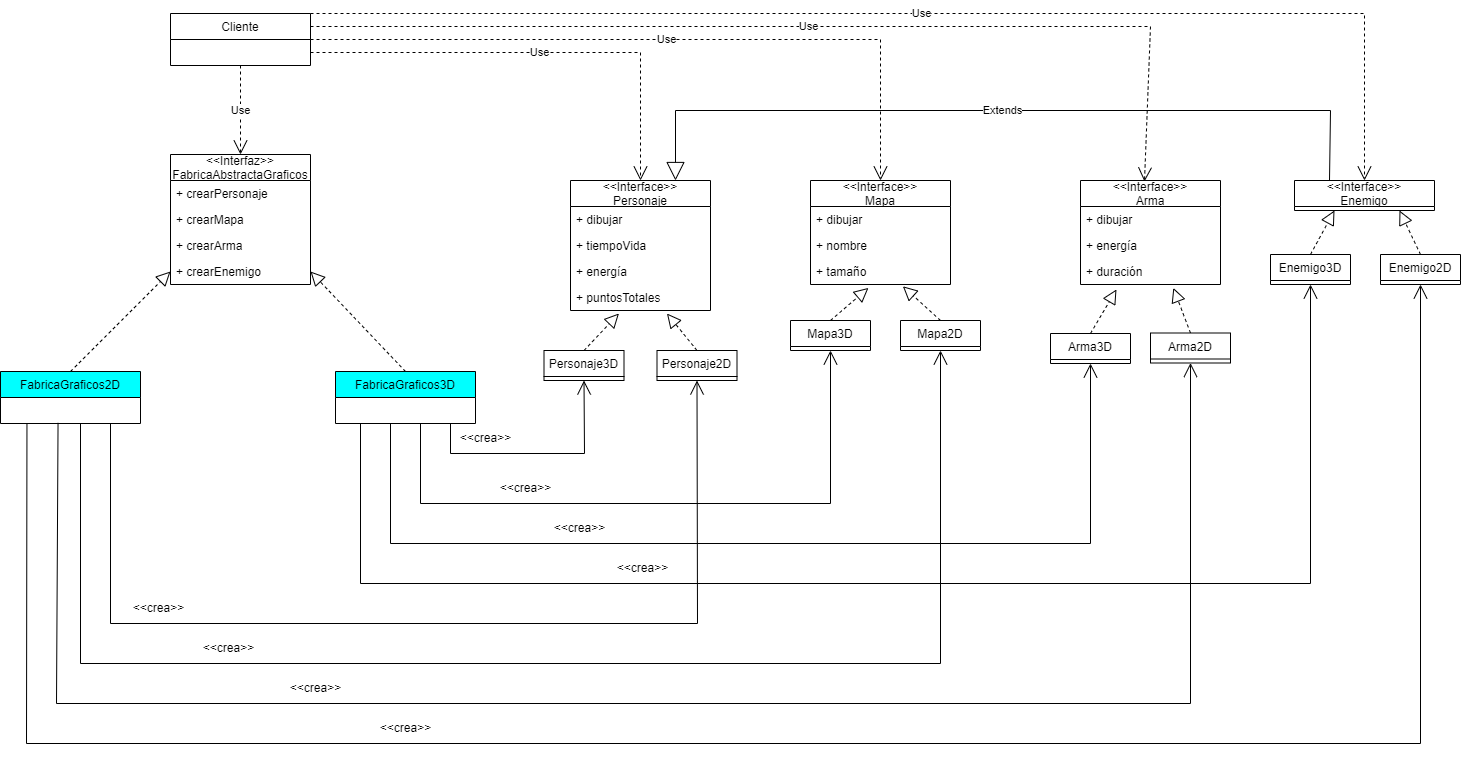 Use
Cliente
Use
Use
Use
Use
Extends
<<Interfaz>>
FabricaAbstractaGraficos
+ crearPersonaje
+ crearMapa
+ crearArma
+ crearEnemigo
<<Interface>>
Personaje
+ dibujar
+ tiempoVida
+ energía
+ puntosTotales
<<Interface>>
Mapa
+ dibujar
+ nombre
+ tamaño
<<Interface>>
Arma
+ dibujar
+ energía
+ duración
<<Interface>>
Enemigo
Enemigo3D
Enemigo2D
Mapa3D
Mapa2D
Arma3D
Arma2D
Personaje3D
Personaje2D
FabricaGraficos2D
FabricaGraficos3D
<<crea>>
<<crea>>
<<crea>>
<<crea>>
<<crea>>
<<crea>>
<<crea>>
<<crea>>